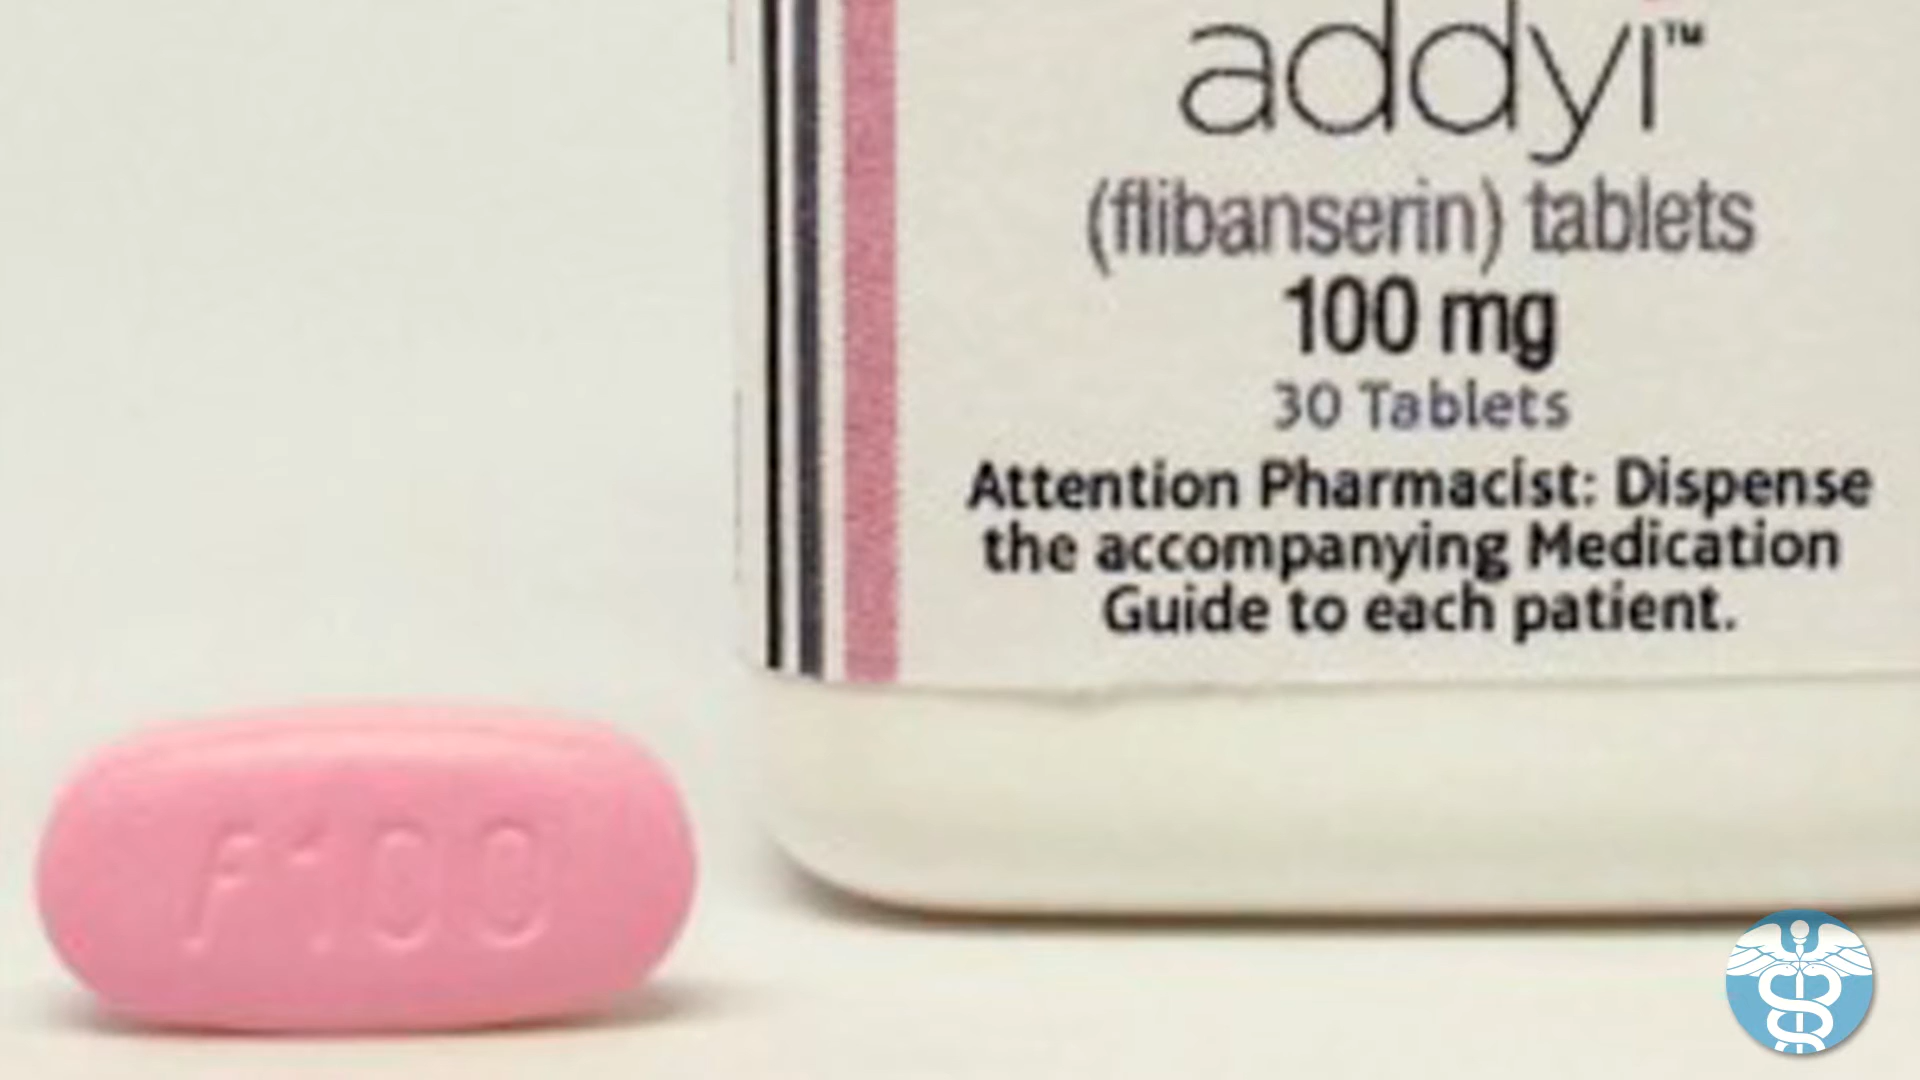 addyi™
(flibanserin) tablets
100 mg
30 Tablets
Attention Pharmacist: Dispense
the accompanying Medication
Guide to each patient.
F100